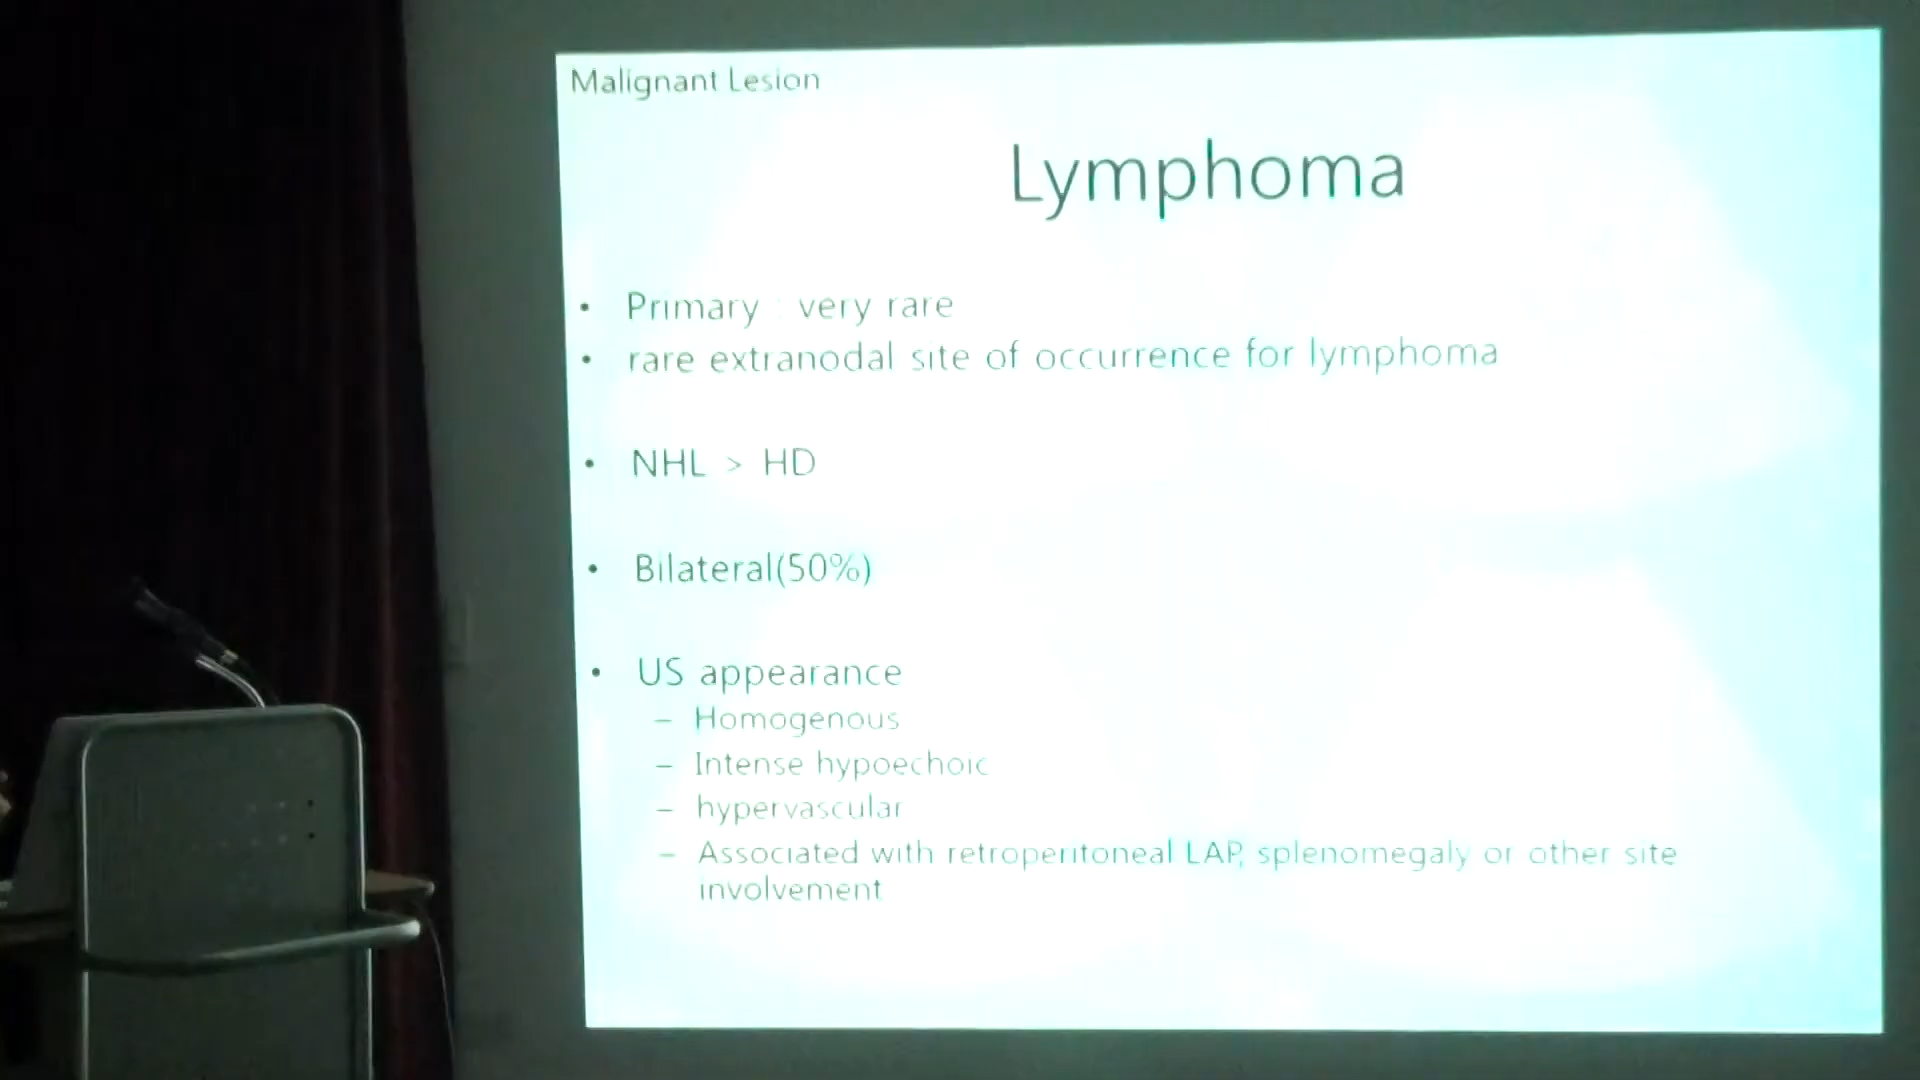 Malignant Lesion
Lymphoma
• Primary : very rare
• rare extranodal site of occurrence for lymphoma
• NHL > HD
• Bilateral(50%)
• US appearance
– Homogenous
– Intense hypoechoic
– hypervascular
– Associated with retroperitoneal LAP, splenomegaly or other site
involvement